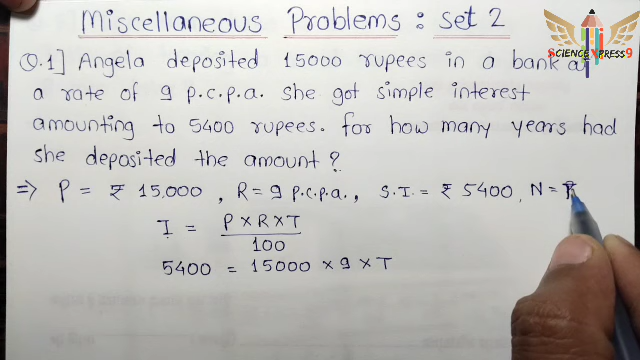 Miscellaneous Problems : Set 2
SCIENCEXPRESS9
Q.1] Angela deposited 15000 rupees in a bank at
a rate of 9 p.c.p.a. She got simple interest
amounting to 5400 rupees. for how many years had
she deposited the amount?
⇒ P = ₹ 15,000 , R = 9 p.c.p.a., S.I. = ₹ 5400, N =
I = P × R × T
100
5400 = 15000 × 9 × T